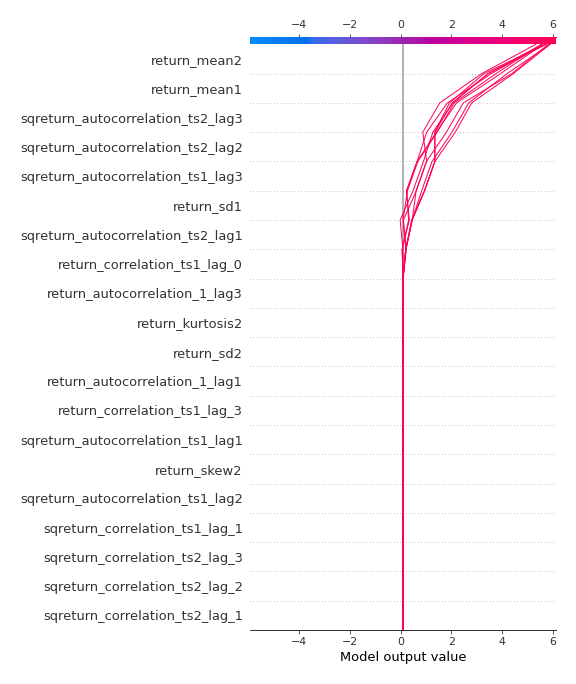 −4 −2 0 2 4 6
return_mean2
return_mean1
sqreturn_autocorrelation_ts2_lag3
sqreturn_autocorrelation_ts2_lag2
sqreturn_autocorrelation_ts1_lag3
return_sd1
sqreturn_autocorrelation_ts2_lag1
return_correlation_ts1_lag_0
return_autocorrelation_1_lag3
return_kurtosis2
return_sd2
return_autocorrelation_1_lag1
return_correlation_ts1_lag_3
sqreturn_autocorrelation_ts1_lag1
return_skew2
sqreturn_autocorrelation_ts1_lag2
sqreturn_correlation_ts1_lag_1
sqreturn_correlation_ts2_lag_3
sqreturn_correlation_ts2_lag_2
sqreturn_correlation_ts2_lag_1
−4 −2 0 2 4 6
Model output value